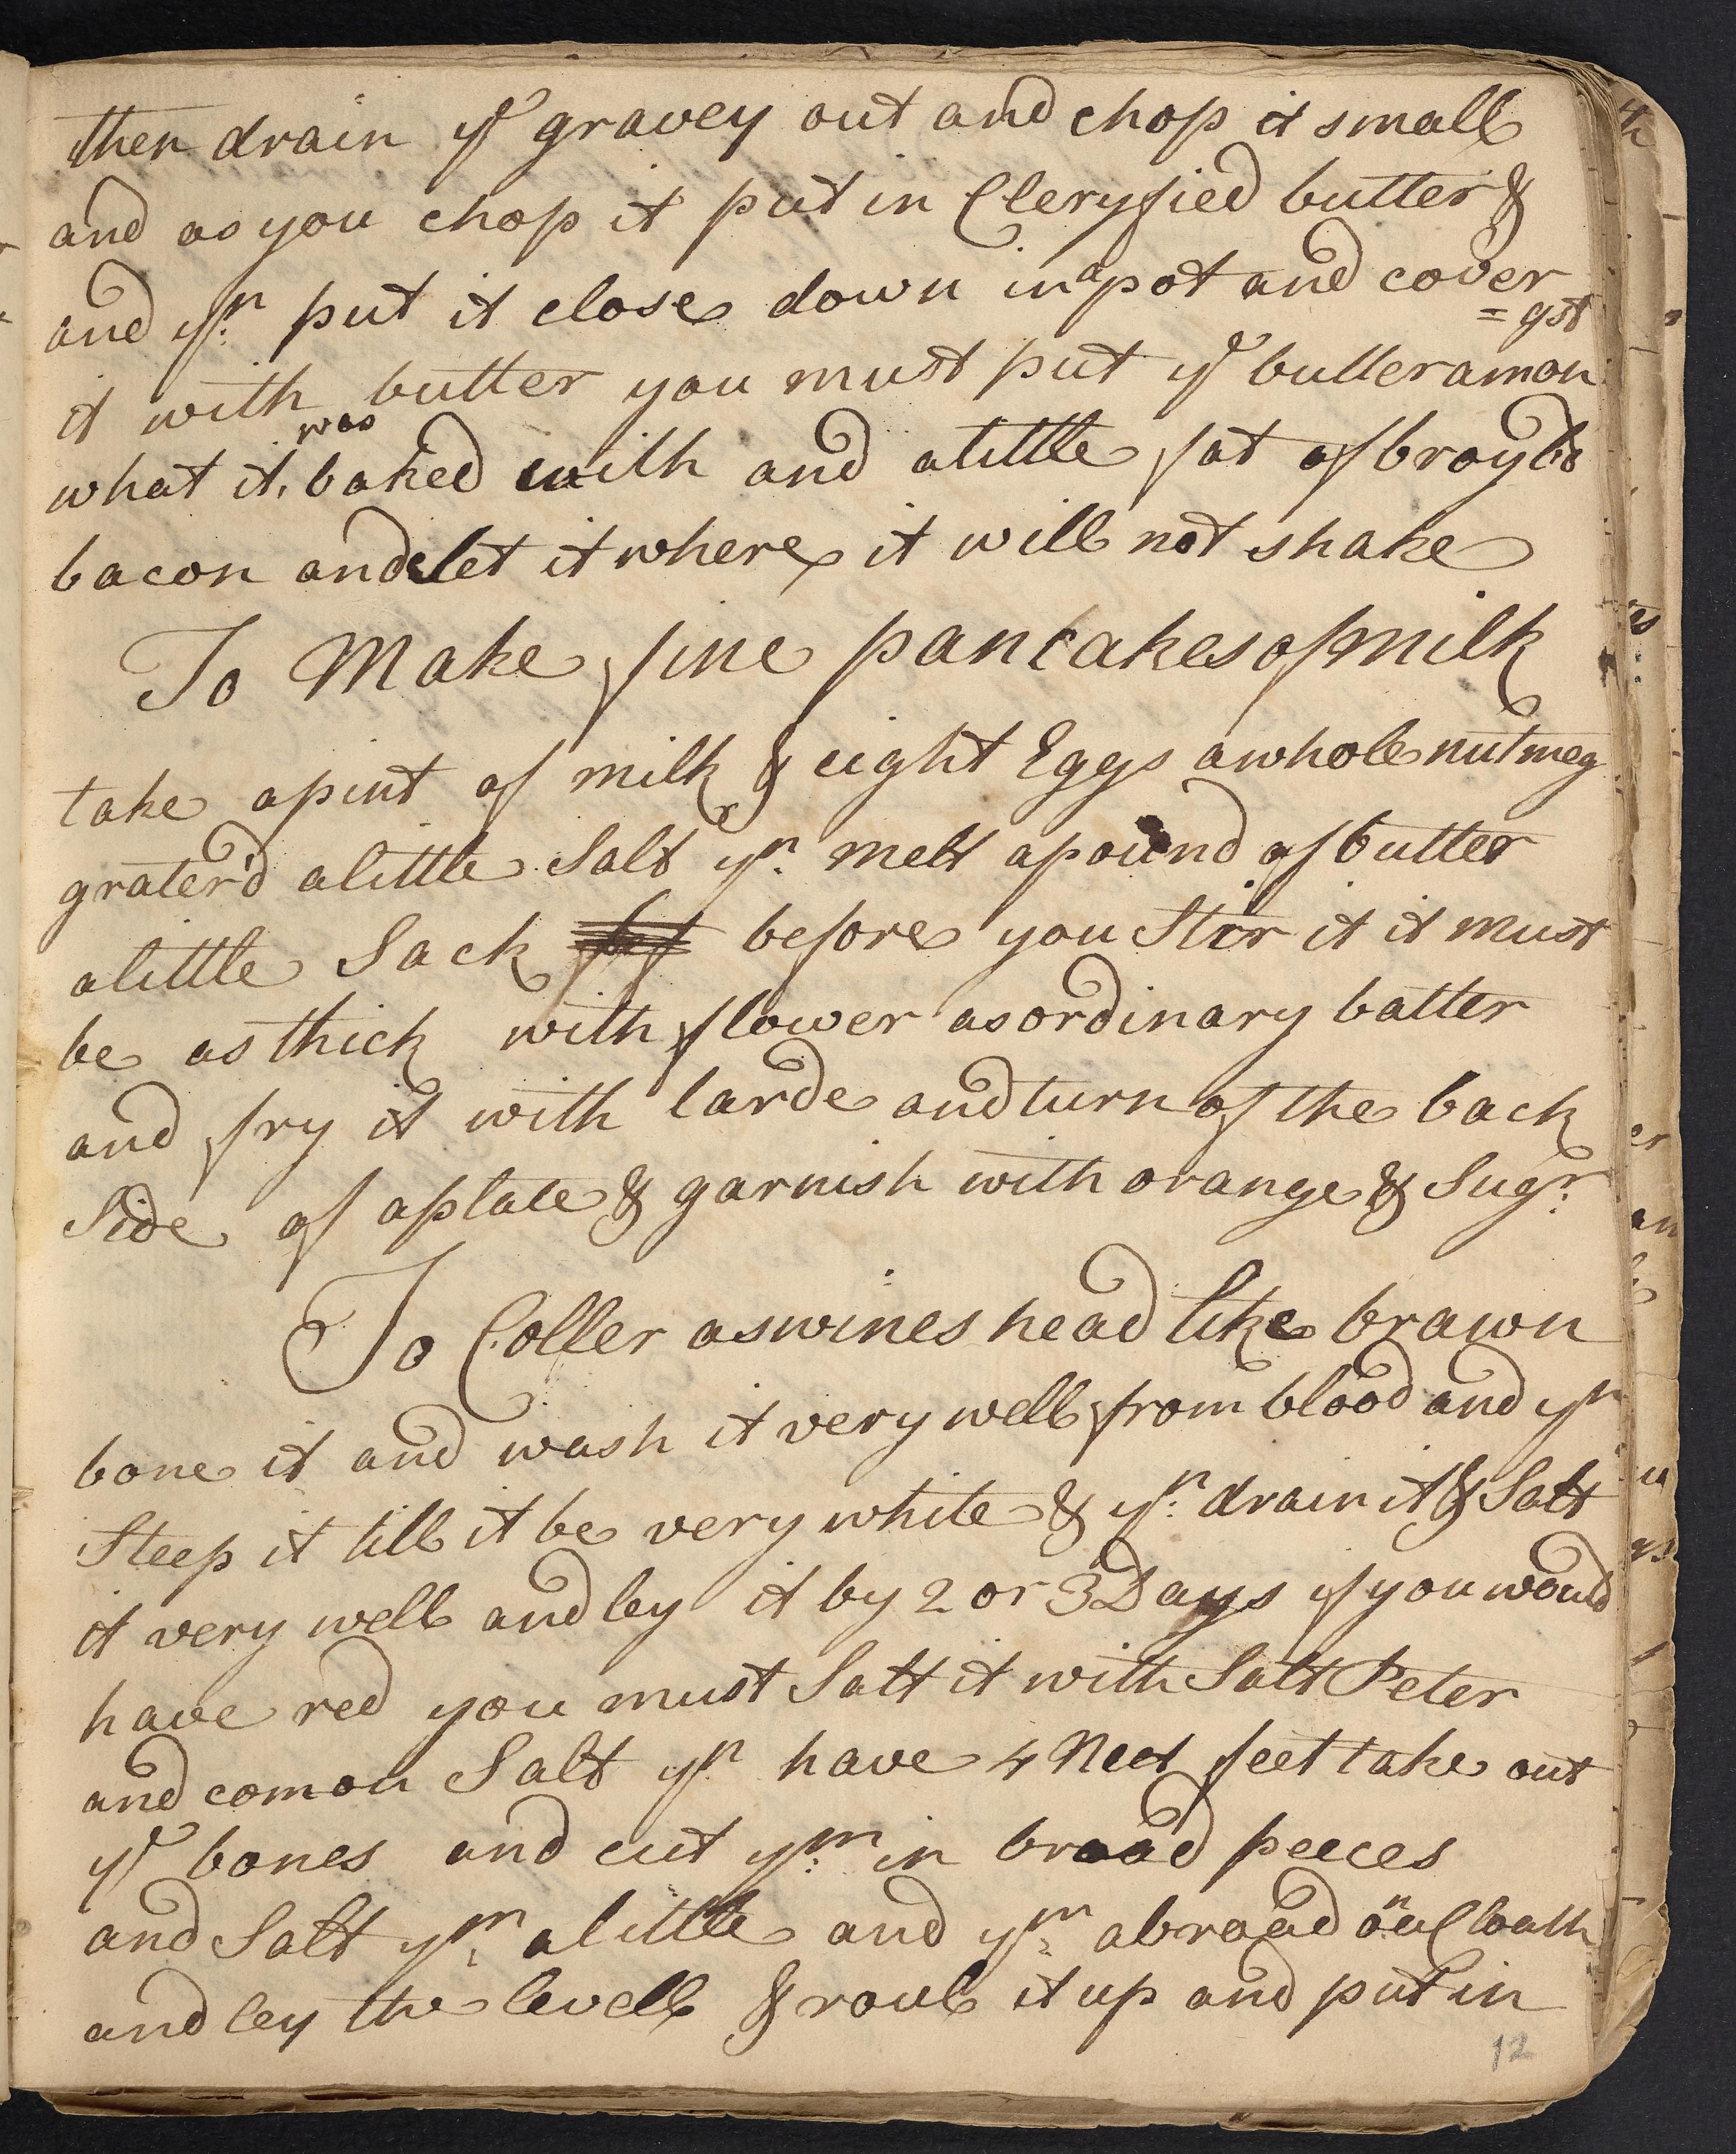 then drain ye gravey out and chop it small
and as you chop it put in Cleryfied butter &
and yn: put it close down in a pot and cover
it with butter you must put ye butter amon
=gst
what it was baked with and a little fat of
bacon and set it where it will not shake
To Make fine pancakes of milk
take a pint of milk & eight Eggs a whole nutmeg
grater'd a little Salt yn: melt a pound of butter
a little Sack before you Stir it it must
be as thick with flower as ordinary batter
and fry it with larde and turn of the back
Side of a plate & garnish with orange & Sugr:
To Coller a swines head like brawn
bone it and wash it very well from blood and yn
Steep it till it be very white & yn: drain it & Salt
it very well and ley it by 2 or 3 Days if you would
have red you must Salt it with Salt Peter
and comon Salt yn have 4 Neet feet take out
ye bones and cut ym: in broad peeces
and Salt ym: a little and ym: abroad on a Cloath
and ley the levell & roule it up and put in
12